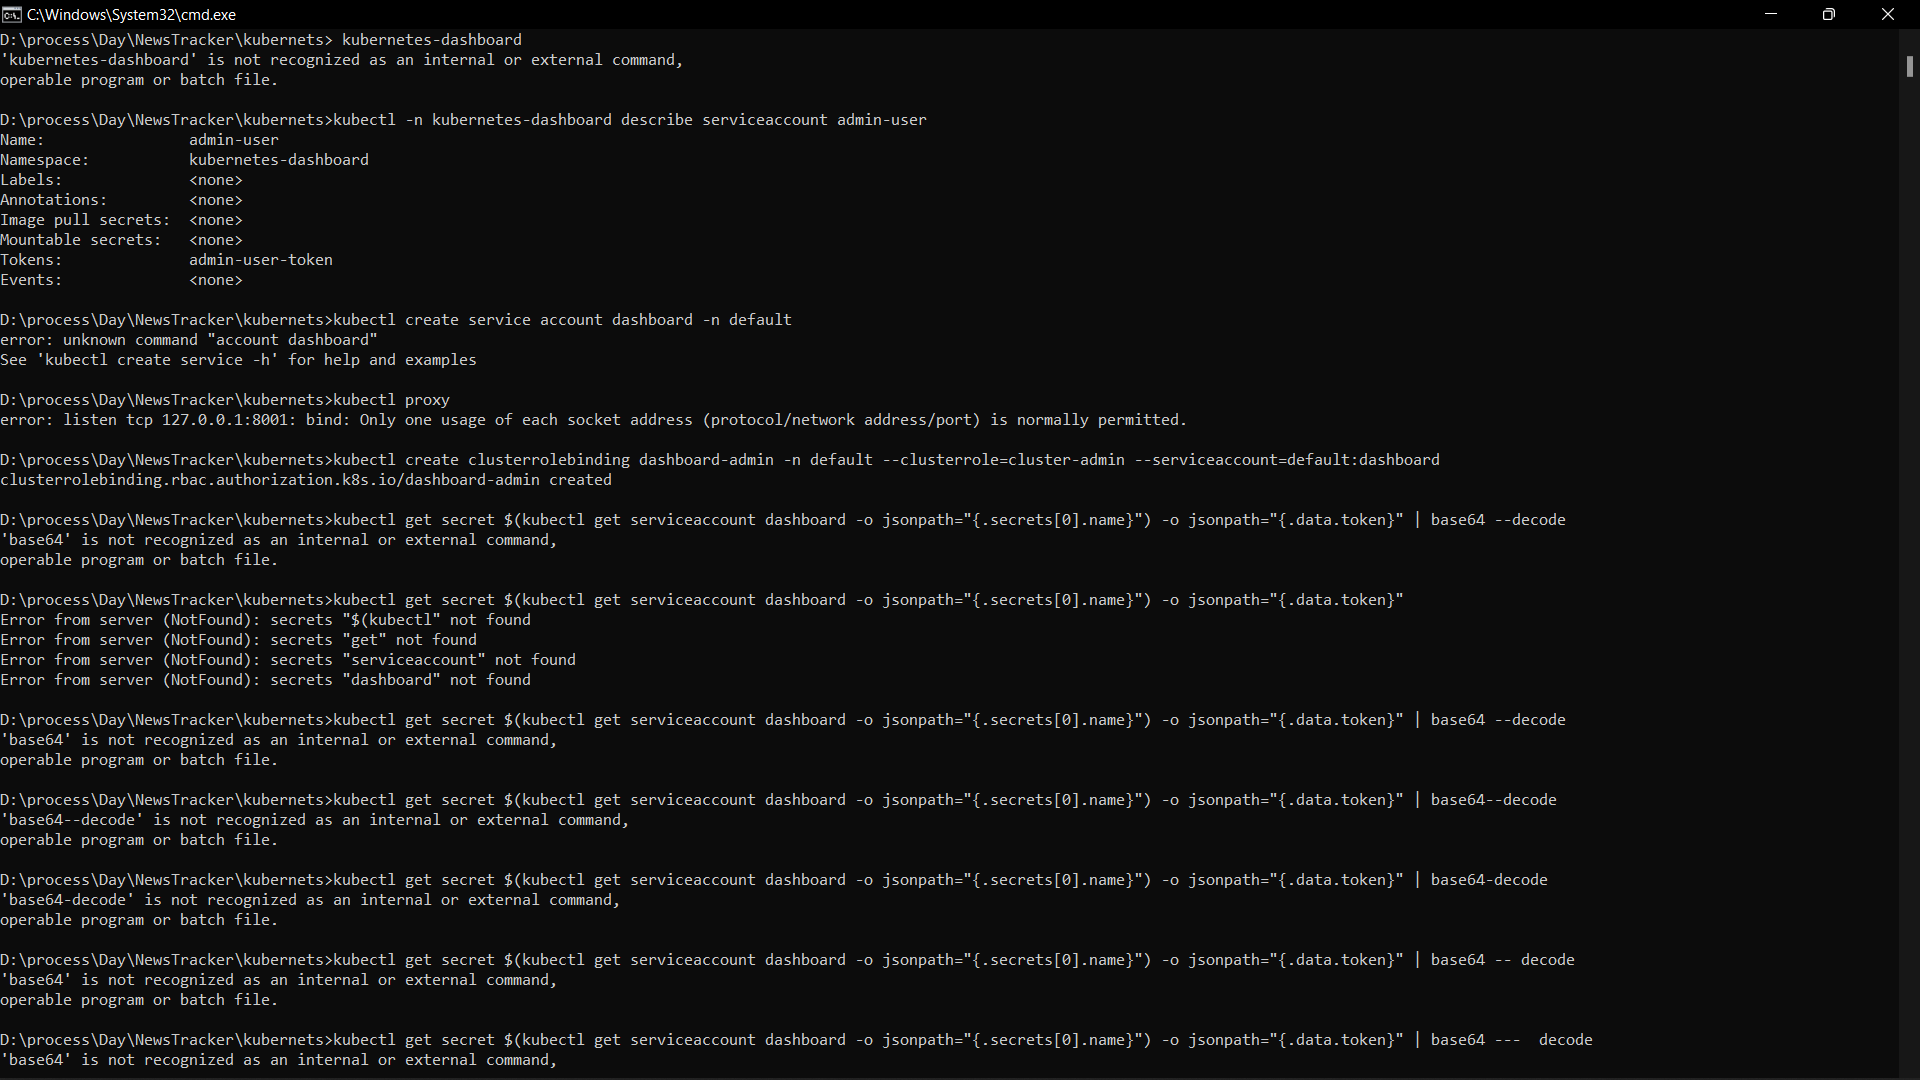 C:\Windows\System32\cmd.exe
D:\process\Day\NewsTracker\kubernets> kubernetes-dashboard
'kubernetes-dashboard' is not recognized as an internal or external command,
operable program or batch file.
D:\process\Day\NewsTracker\kubernets>kubectl -n kubernetes-dashboard describe serviceaccount admin-user
Name:                admin-user
Namespace:           kubernetes-dashboard
Labels:              <none>
Annotations:         <none>
Image pull secrets:  <none>
Mountable secrets:   <none>
Tokens:              admin-user-token
Events:              <none>
D:\process\Day\NewsTracker\kubernets>kubectl create service account dashboard -n default
error: unknown command "account dashboard"
See 'kubectl create service -h' for help and examples
D:\process\Day\NewsTracker\kubernets>kubectl proxy
error: listen tcp 127.0.0.1:8001: bind: Only one usage of each socket address (protocol/network address/port) is normally permitted.
D:\process\Day\NewsTracker\kubernets>kubectl create clusterrolebinding dashboard-admin -n default --clusterrole=cluster-admin --serviceaccount=default:dashboard
clusterrolebinding.rbac.authorization.k8s.io/dashboard-admin created
D:\process\Day\NewsTracker\kubernets>kubectl get secret $(kubectl get serviceaccount dashboard -o jsonpath="{.secrets[0].name}") -o jsonpath="{.data.token}" | base64 --decode
'base64' is not recognized as an internal or external command,
operable program or batch file.
D:\process\Day\NewsTracker\kubernets>kubectl get secret $(kubectl get serviceaccount dashboard -o jsonpath="{.secrets[0].name}") -o jsonpath="{.data.token}"
Error from server (NotFound): secrets "$(kubectl" not found
Error from server (NotFound): secrets "get" not found
Error from server (NotFound): secrets "serviceaccount" not found
Error from server (NotFound): secrets "dashboard" not found
D:\process\Day\NewsTracker\kubernets>kubectl get secret $(kubectl get serviceaccount dashboard -o jsonpath="{.secrets[0].name}") -o jsonpath="{.data.token}" | base64 --decode
'base64' is not recognized as an internal or external command,
operable program or batch file.
D:\process\Day\NewsTracker\kubernets>kubectl get secret $(kubectl get serviceaccount dashboard -o jsonpath="{.secrets[0].name}") -o jsonpath="{.data.token}" | base64--decode
'base64--decode' is not recognized as an internal or external command,
operable program or batch file.
D:\process\Day\NewsTracker\kubernets>kubectl get secret $(kubectl get serviceaccount dashboard -o jsonpath="{.secrets[0].name}") -o jsonpath="{.data.token}" | base64-decode
'base64-decode' is not recognized as an internal or external command,
operable program or batch file.
D:\process\Day\NewsTracker\kubernets>kubectl get secret $(kubectl get serviceaccount dashboard -o jsonpath="{.secrets[0].name}") -o jsonpath="{.data.token}" | base64 -- decode
'base64' is not recognized as an internal or external command,
operable program or batch file.
D:\process\Day\NewsTracker\kubernets>kubectl get secret $(kubectl get serviceaccount dashboard -o jsonpath="{.secrets[0].name}") -o jsonpath="{.data.token}" | base64 ---  decode
'base64' is not recognized as an internal or external command,